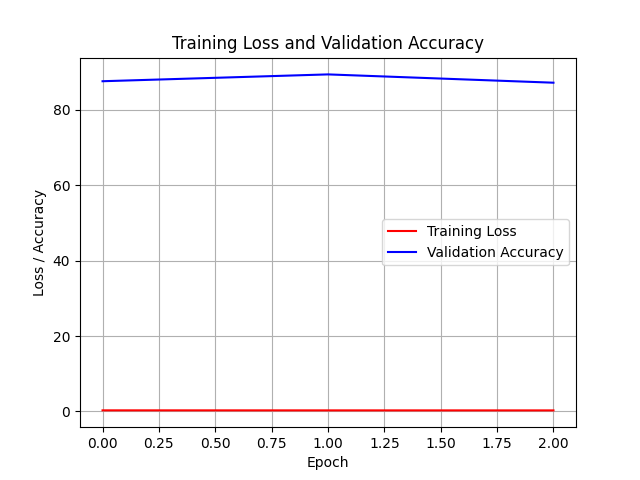 Training Loss and Validation Accuracy
Loss / Accuracy
80
60
40
20
0
Training Loss
Validation Accuracy
0.00 0.25 0.50 0.75 1.00 1.25 1.50 1.75 2.00
Epoch